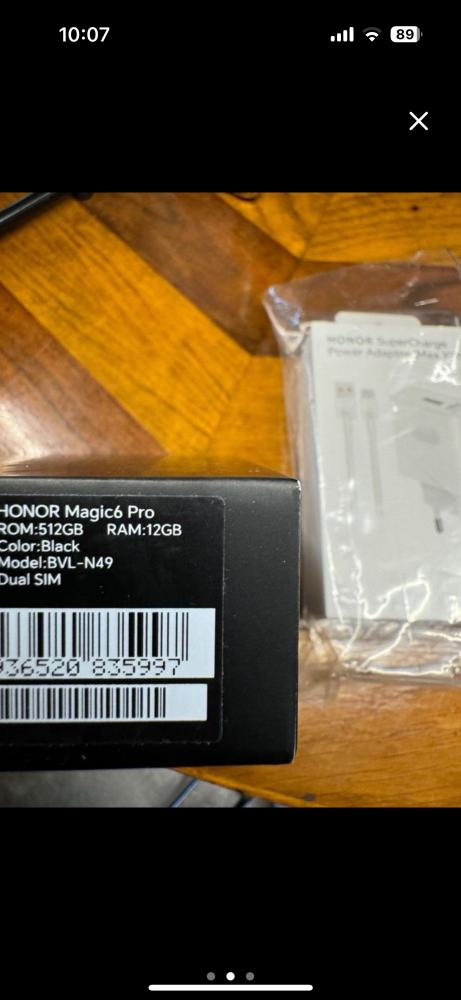 10:07
89
HONOR SuperCharge
Power Adapter
HONOR Magic6 Pro
ROM:512GB RAM:12GB
Color:Black
Model:BVL-N49
Dual SIM
936520 835997